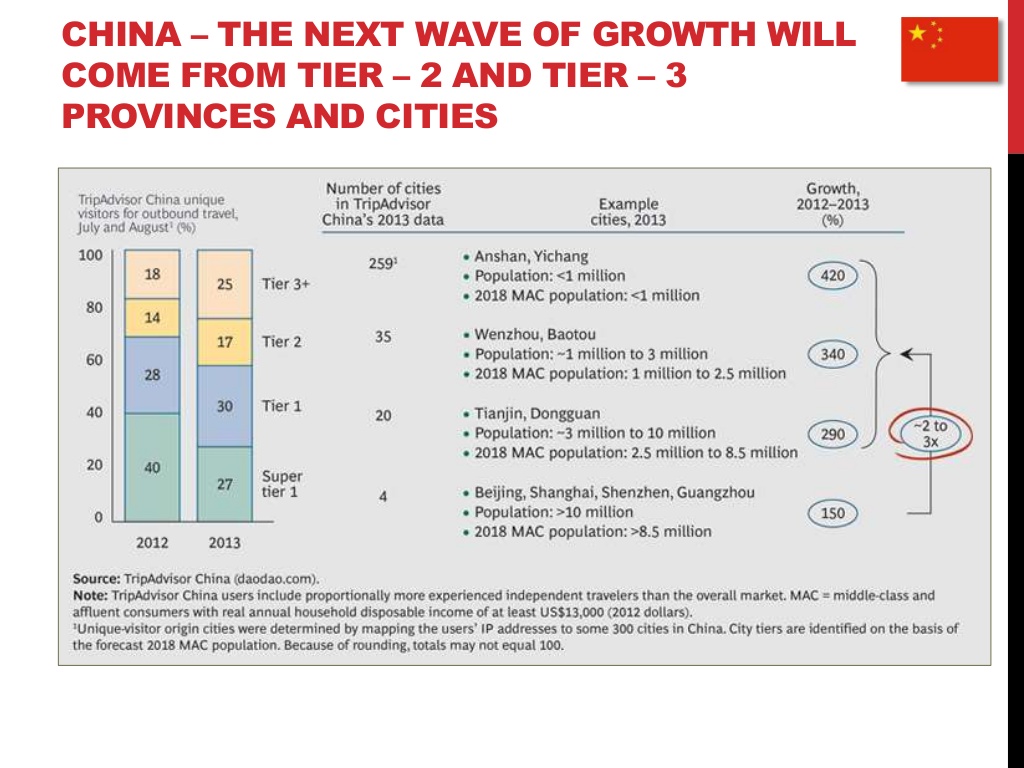 CHINA – THE NEXT WAVE OF GROWTH WILL
COME FROM TIER – 2 AND TIER – 3
PROVINCES AND CITIES
TripAdvisor China unique
visitors for outbound travel,
July and August¹ (%)
Number of cities
in TripAdvisor
China's 2013 data
Example
cities, 2013
Growth,
2012–2013
(%)
100
80
60
40
20
0
18
14
28
40
2012
25
17
30
27
2013
Tier 3+
Tier 2
Tier 1
Super
tier 1
259¹
• Anshan, Yichang
• Population: <1 million
• 2018 MAC population: <1 million
420
35
• Wenzhou, Baotou
• Population: ~1 million to 3 million
• 2018 MAC population: 1 million to 2.5 million
340
20
• Tianjin, Dongguan
• Population: ~3 million to 10 million
• 2018 MAC population: 2.5 million to 8.5 million
290
4
• Beijing, Shanghai, Shenzhen, Guangzhou
• Population: >10 million
• 2018 MAC population: >8.5 million
150
~2 to
3x
Source: TripAdvisor China (daodao.com).
Note: TripAdvisor China users include proportionally more experienced independent travelers than the overall market. MAC = middle-class and
affluent consumers with real annual household disposable income of at least US$13,000 (2012 dollars).
¹Unique-visitor origin cities were determined by mapping the users' IP addresses to some 300 cities in China. City tiers are identified on the basis of
the forecast 2018 MAC population. Because of rounding, totals may not equal 100.